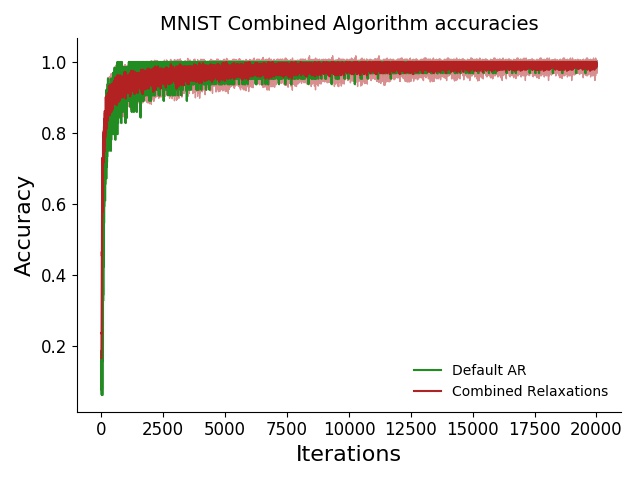 MNIST Combined Algorithm accuracies
Accuracy
1.0
0.8
0.6
0.4
0.2
Default AR
Combined Relaxations
0 2500 5000 7500 10000 12500 15000 17500 20000
Iterations